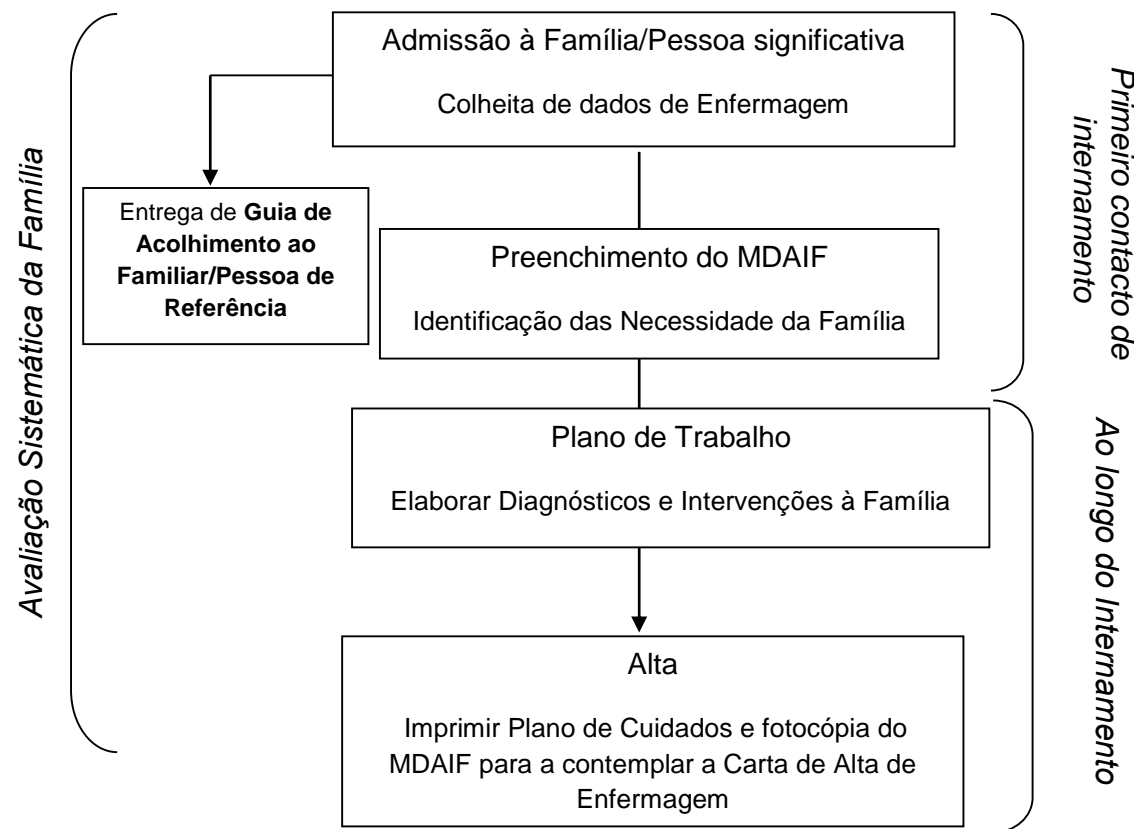 Admissão à Família/Pessoa significativa
Colheita de dados de Enfermagem
Entrega de Guia de
Acolhimento ao
Familiar/Pessoa de
Referência
Preenchimento do MDAIF
Identificação das Necessidade da Família
Plano de Trabalho
Elaborar Diagnósticos e Intervenções à Família
Alta
Imprimir Plano de Cuidados e fotocópia do
MDAIF para a contemplar a Carta de Alta de
Enfermagem
Avaliação Sistemática da Família
Primeiro contacto de
internamento
Ao longo do Internamento